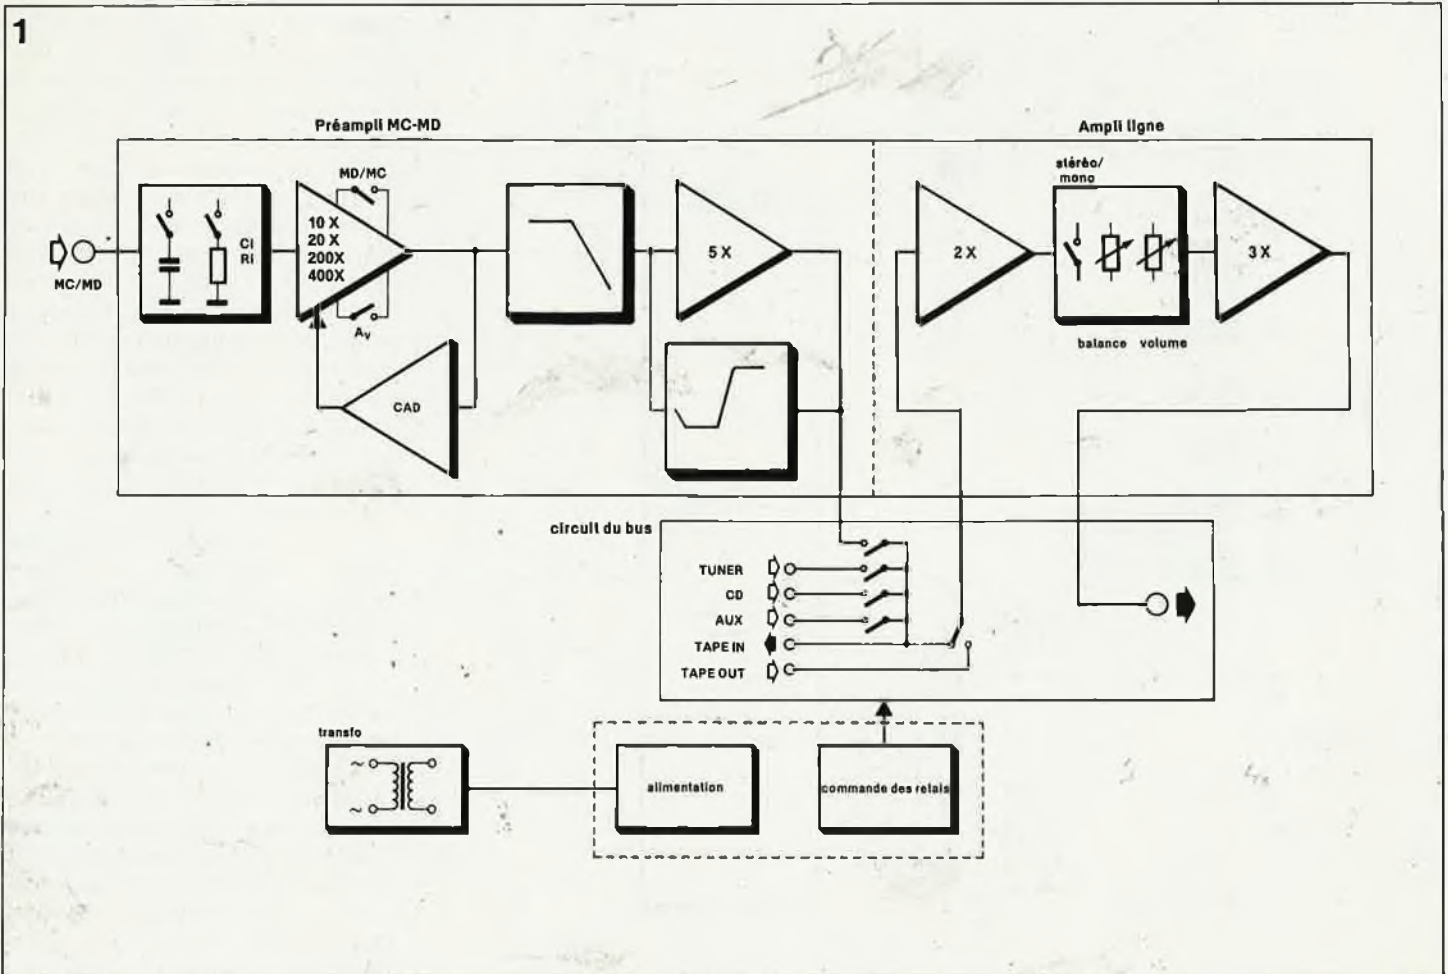 1
Préampli MC-MD
Ampli ligne
MC/MD
CI
RI
MD/MC
10 X
20 X
200X
400X
Av
CAD
5 X
2 X
stéréo/
mono
balance volume
3 X
circuit du bus
TUNER
CD
AUX
TAPE IN
TAPE OUT
transfo
~
~
alimentation
commande des relais